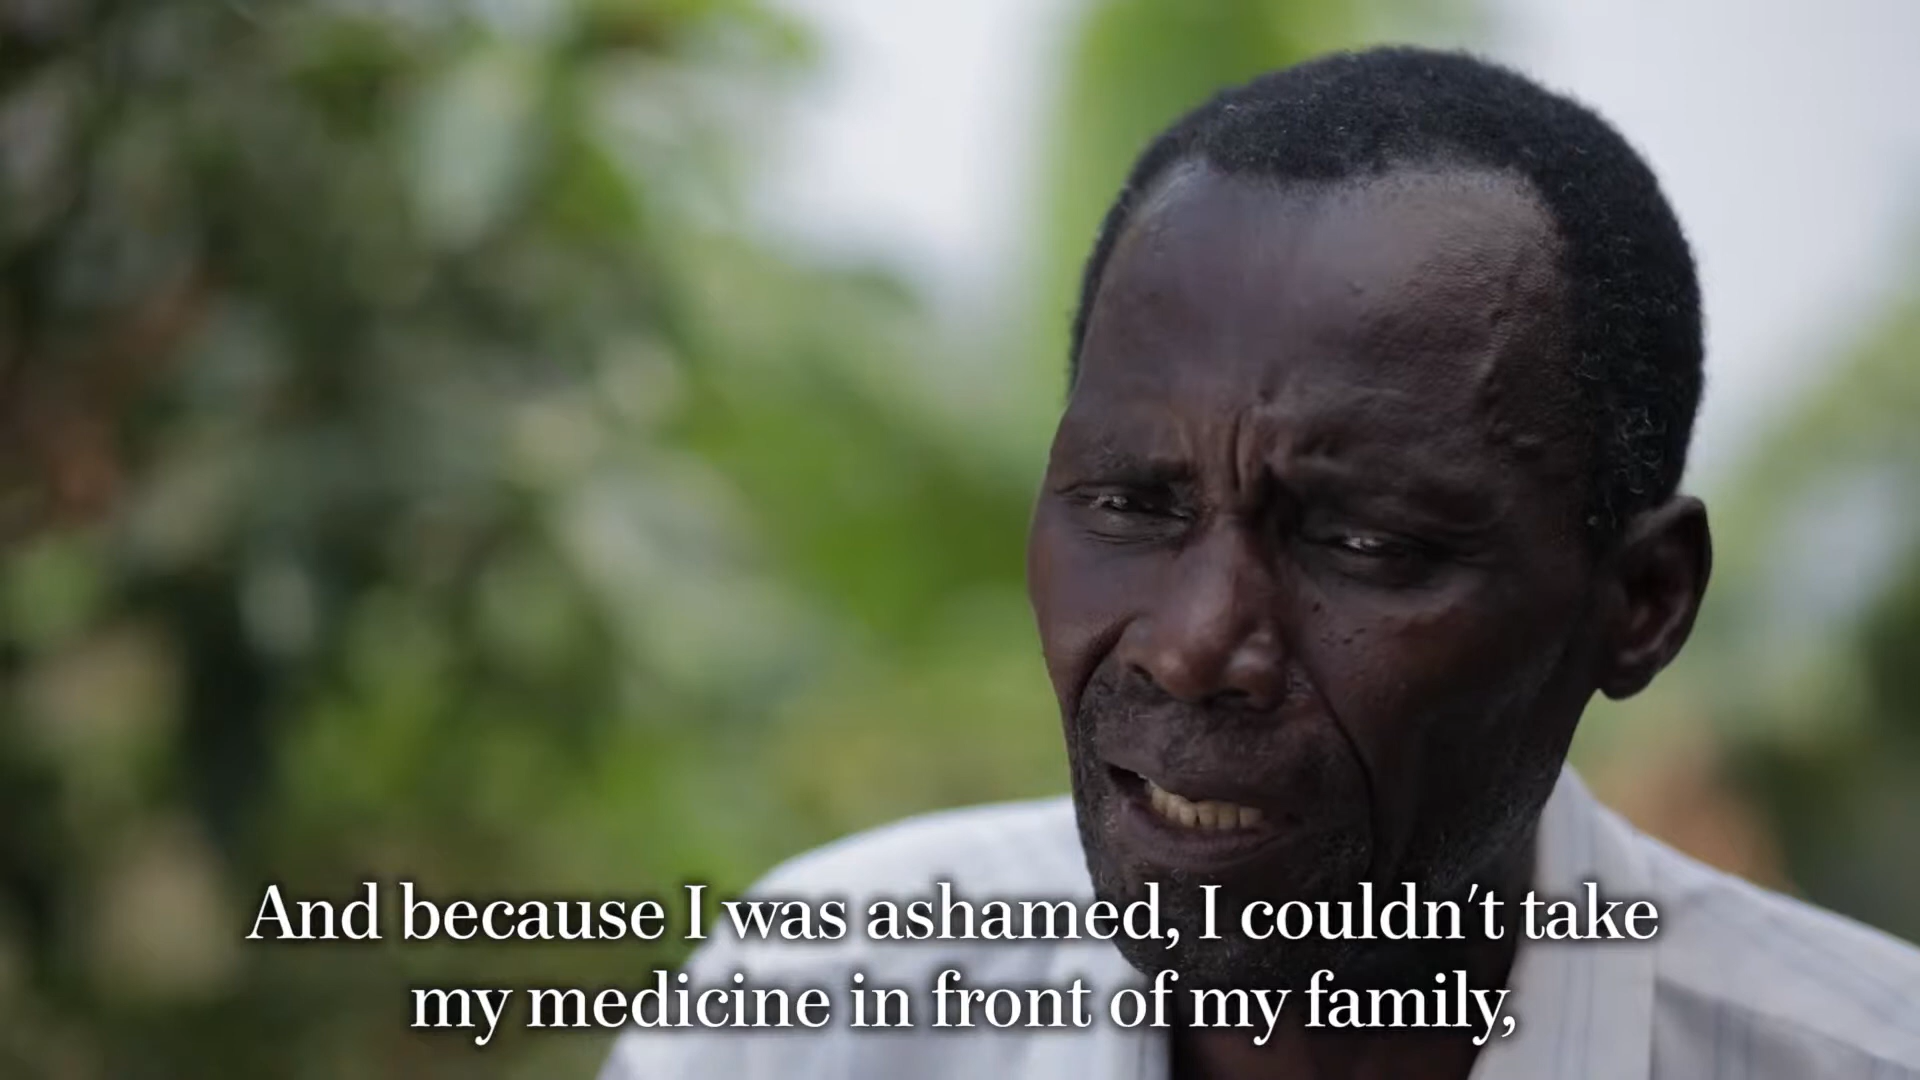 And because I was ashamed, I couldn't take
my medicine in front of my family,